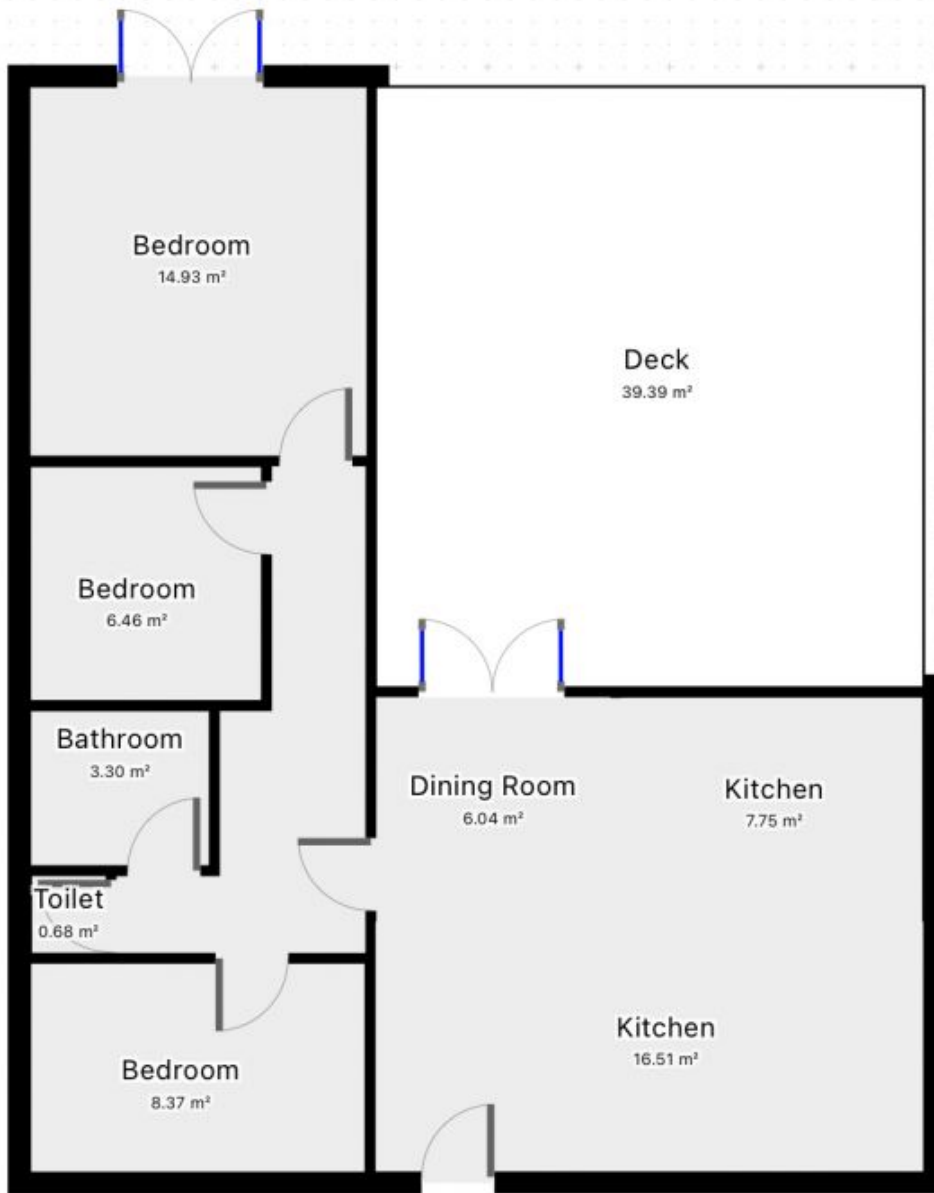 Bedroom
14.93 m²
Deck
39.39 m²
Bedroom
6.46 m²
Bathroom
3.30 m²
Dining Room
6.04 m²
Kitchen
7.75 m²
Toilet
0.68 m²
Kitchen
16.51 m²
Bedroom
8.37 m²